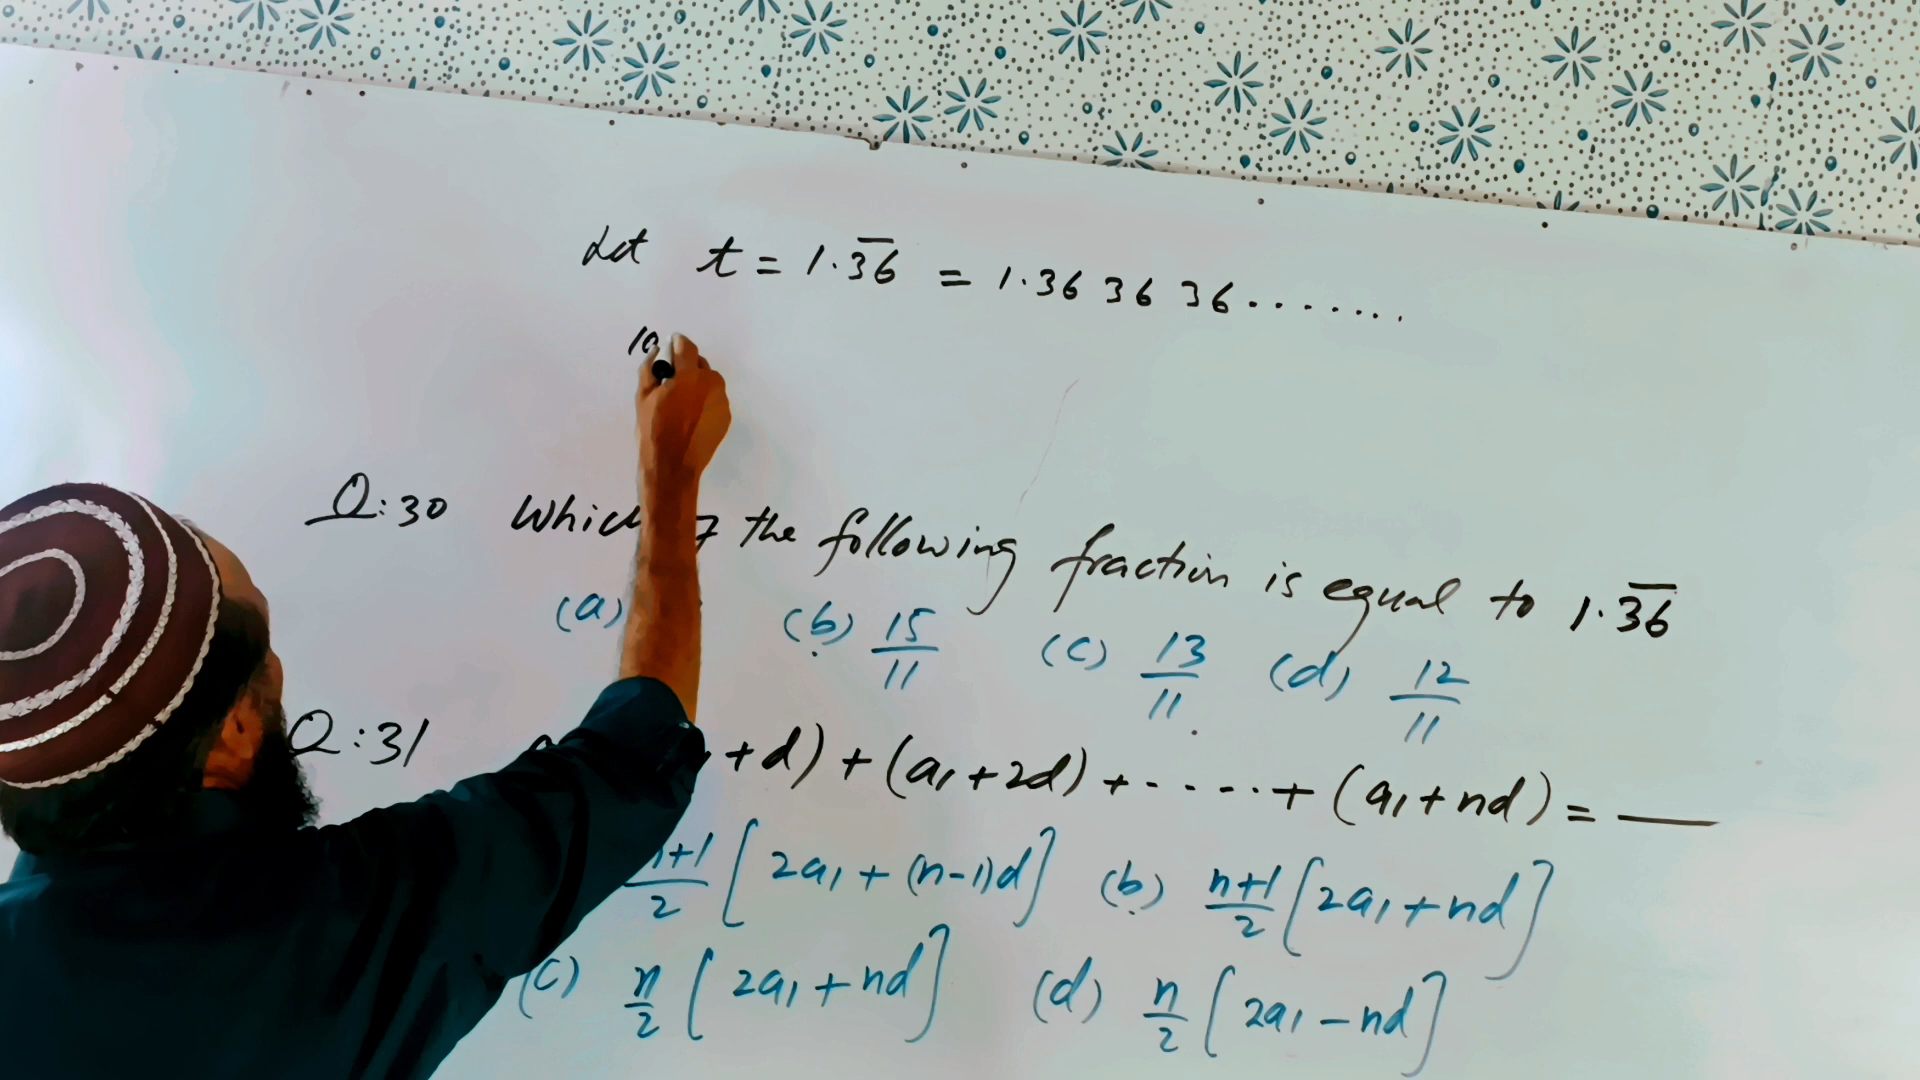 Let t = 1.3̅6̅ = 1.36 36 36 . . . . . . .
10
Q:30 Which of the following fraction is equal to 1.3̅6̅
(a) (b) 15/11 (c) 13/11 (d) 12/11
Q:31 +d) + (a₁+2d) + - - - - - + (a₁+nd) = ___
n+1/2 [2a₁ + (n-1)d] (b) n+1/2 [2a₁ + nd]
(c) n/2 [2a₁ + nd] (d) n/2 [2a₁ - nd]